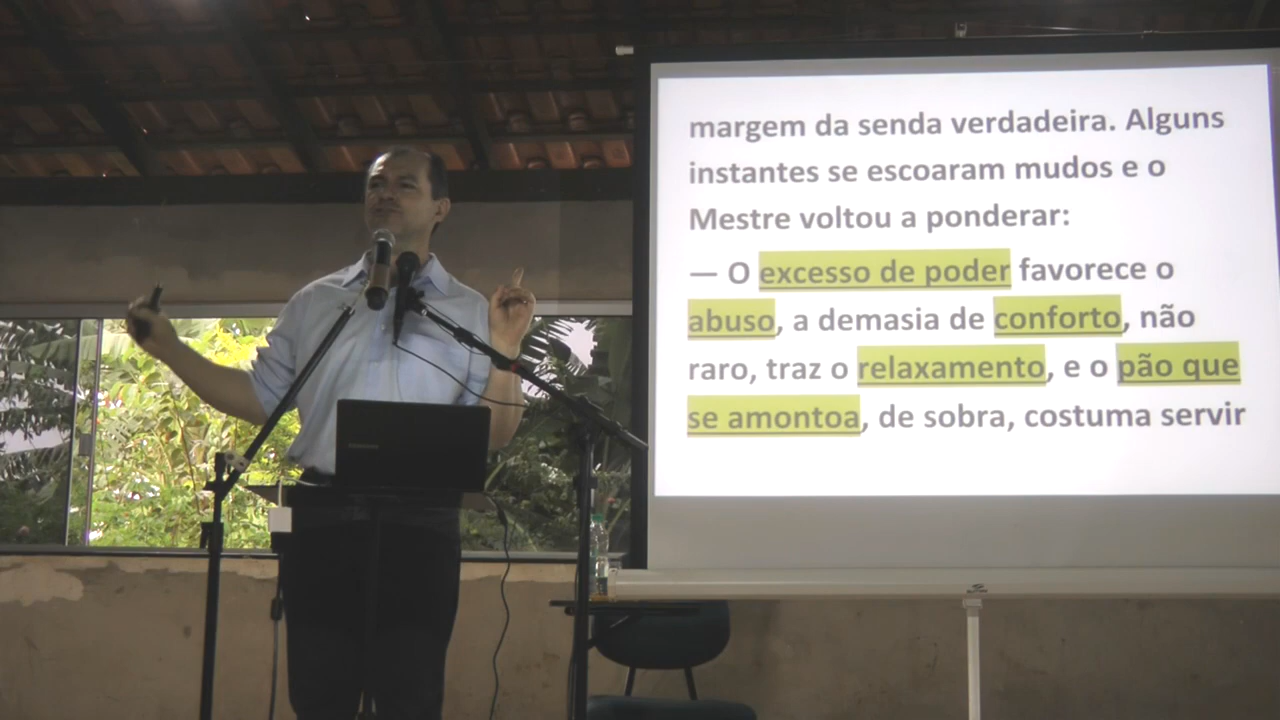 margem da senda verdadeira. Alguns
instantes se escoaram mudos e o
Mestre voltou a ponderar:
— O excesso de poder favorece o
abuso, a demasia de conforto, não
raro, traz o relaxamento, e o pão que
se amontoa, de sobra, costuma servir